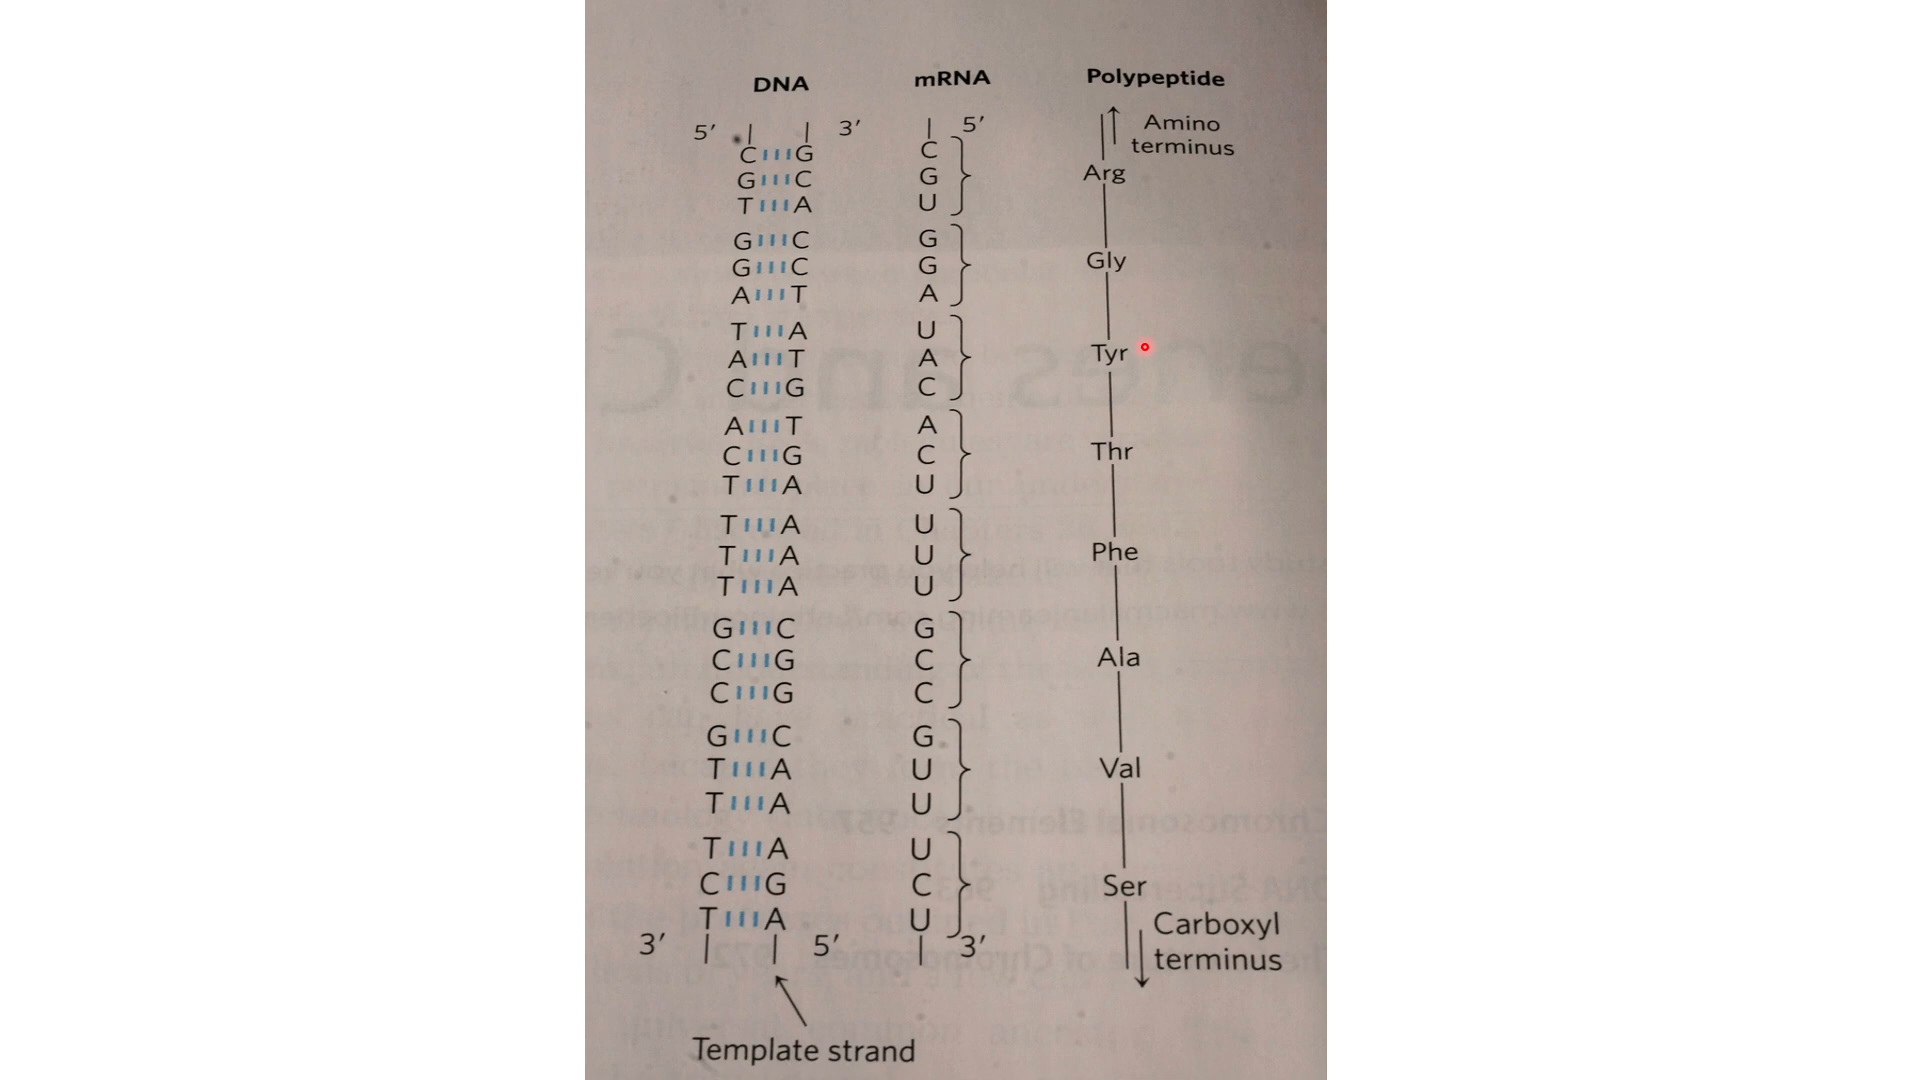 DNA mRNA Polypeptide
5′ 3′ 5′ Amino
terminus
C G C
G C G Arg
T A U
G C G
G C G Gly
A T A
T A U
A T A Tyr
C G C
A T A
C G C Thr
T A U
T A U
T A U Phe
T A U
G C G
C G C Ala
C G C
G C G
T A U Val
T A U
T A U
C G C Ser
T A U
3′ 5′ 3′ Carboxyl
terminus
Template strand